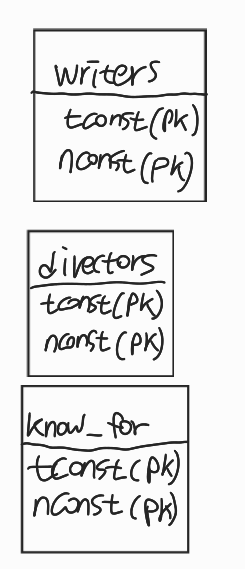 writers
tconst(PK)
nconst(PK)
directors
tconst(PK)
nconst(PK)
know_for
tconst(PK)
nconst(PK)